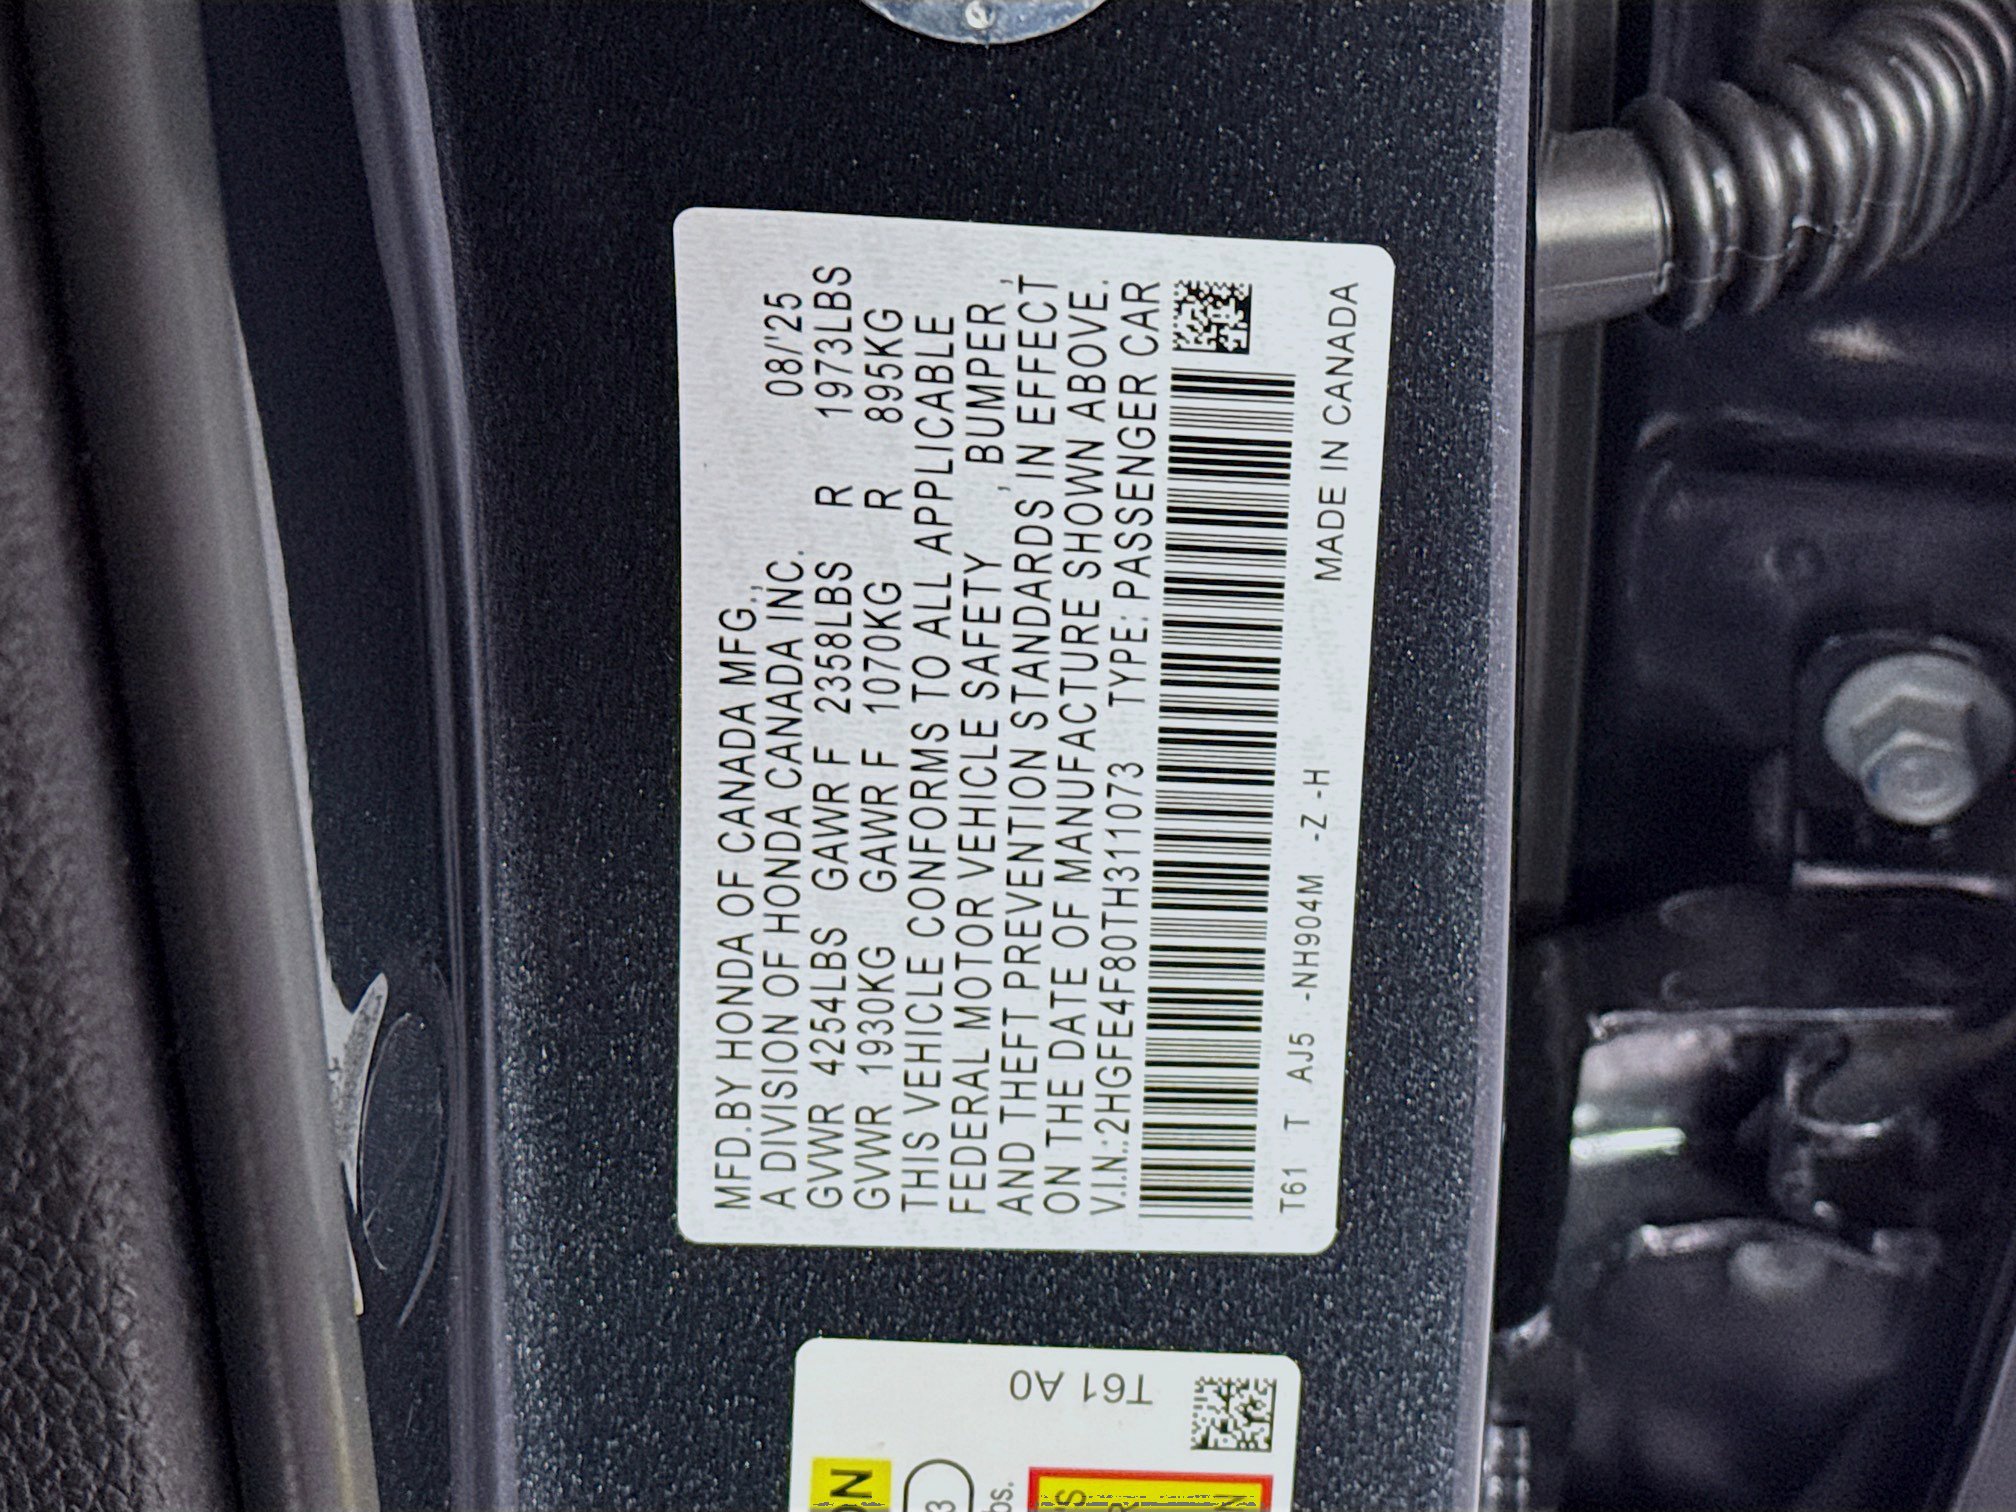 MFD.BY HONDA OF CANADA MFG.,
A DIVISION OF HONDA CANADA INC. 08/'25
GVWR 4254LBS GAWR F 2358LBS R 1973LBS
GVWR 1930KG GAWR F 1070KG R 895KG
THIS VEHICLE CONFORMS TO ALL APPLICABLE
FEDERAL MOTOR VEHICLE SAFETY , BUMPER ,
AND THEFT PREVENTION STANDARDS IN EFFECT
ON THE DATE OF MANUFACTURE SHOWN ABOVE.
V.I.N.:2HGFE4F80TH311073 TYPE: PASSENGER CAR
T61 T AJ5 -NH904M -Z -H MADE IN CANADA
T61 A0